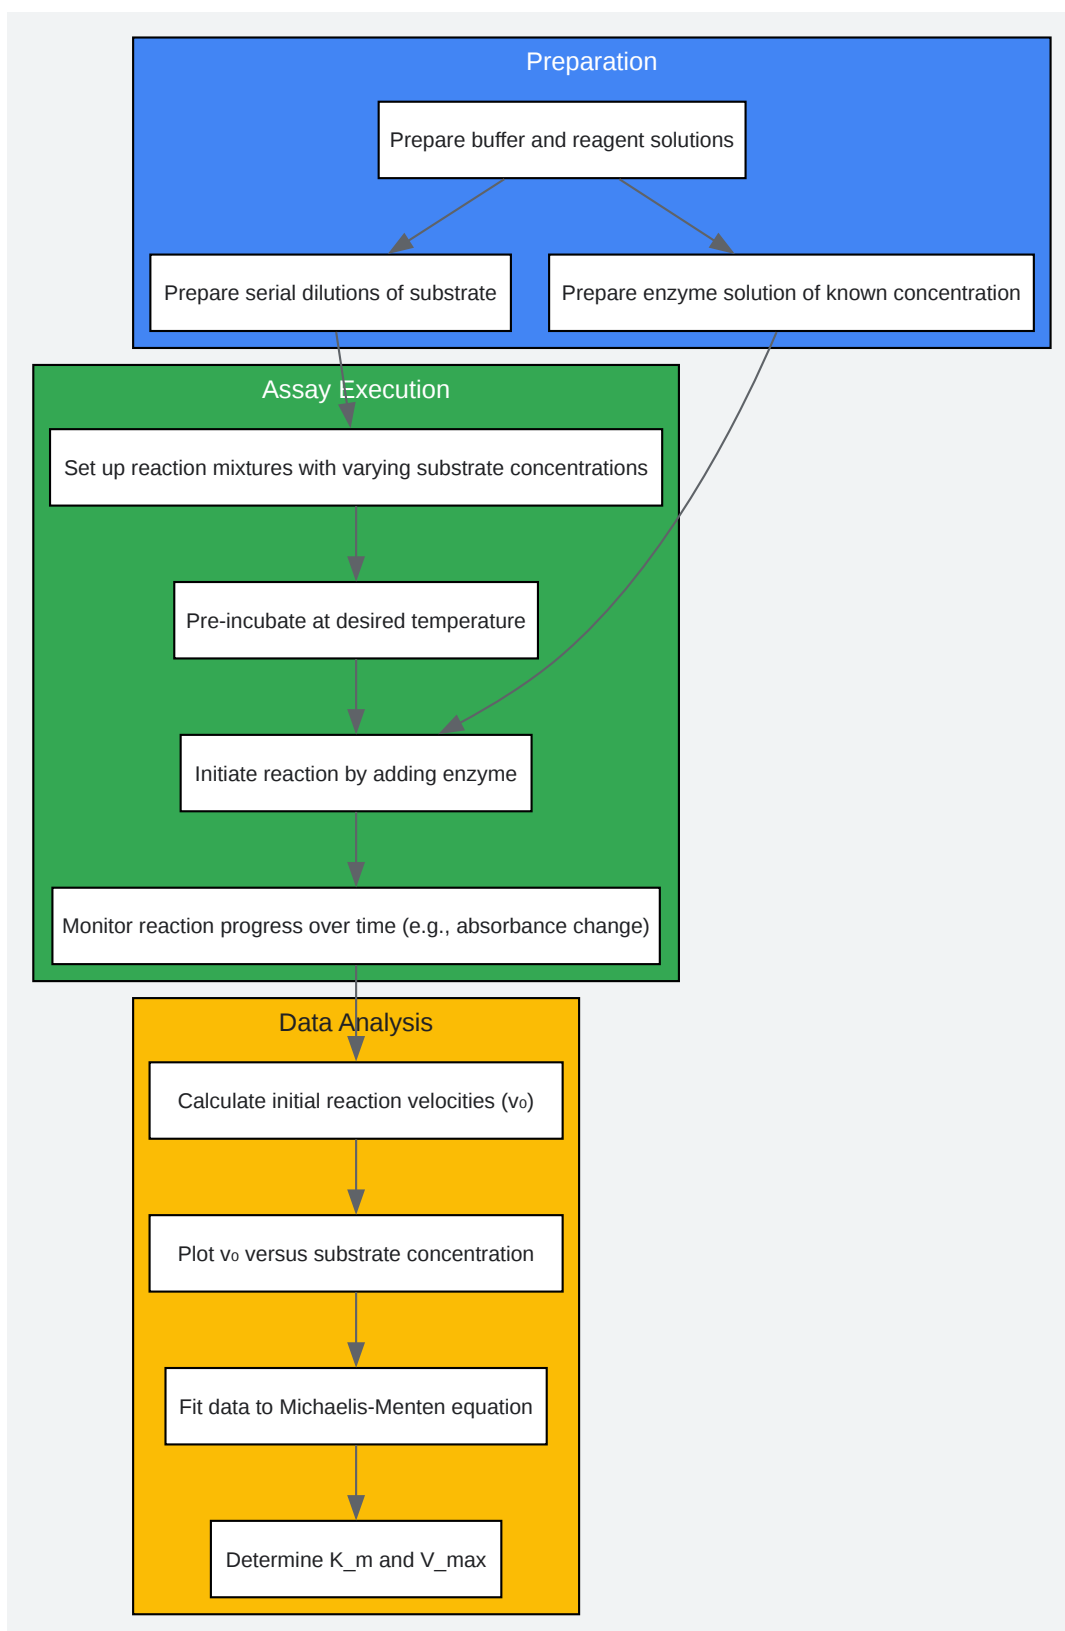 Preparation
Prepare buffer and reagent solutions
Prepare serial dilutions of substrate
Prepare enzyme solution of known concentration
Assay Execution
Set up reaction mixtures with varying substrate concentrations
Pre-incubate at desired temperature
Initiate reaction by adding enzyme
Monitor reaction progress over time (e.g., absorbance change)
Data Analysis
Calculate initial reaction velocities (v₀)
Plot v₀ versus substrate concentration
Fit data to Michaelis-Menten equation
Determine K_m and V_max